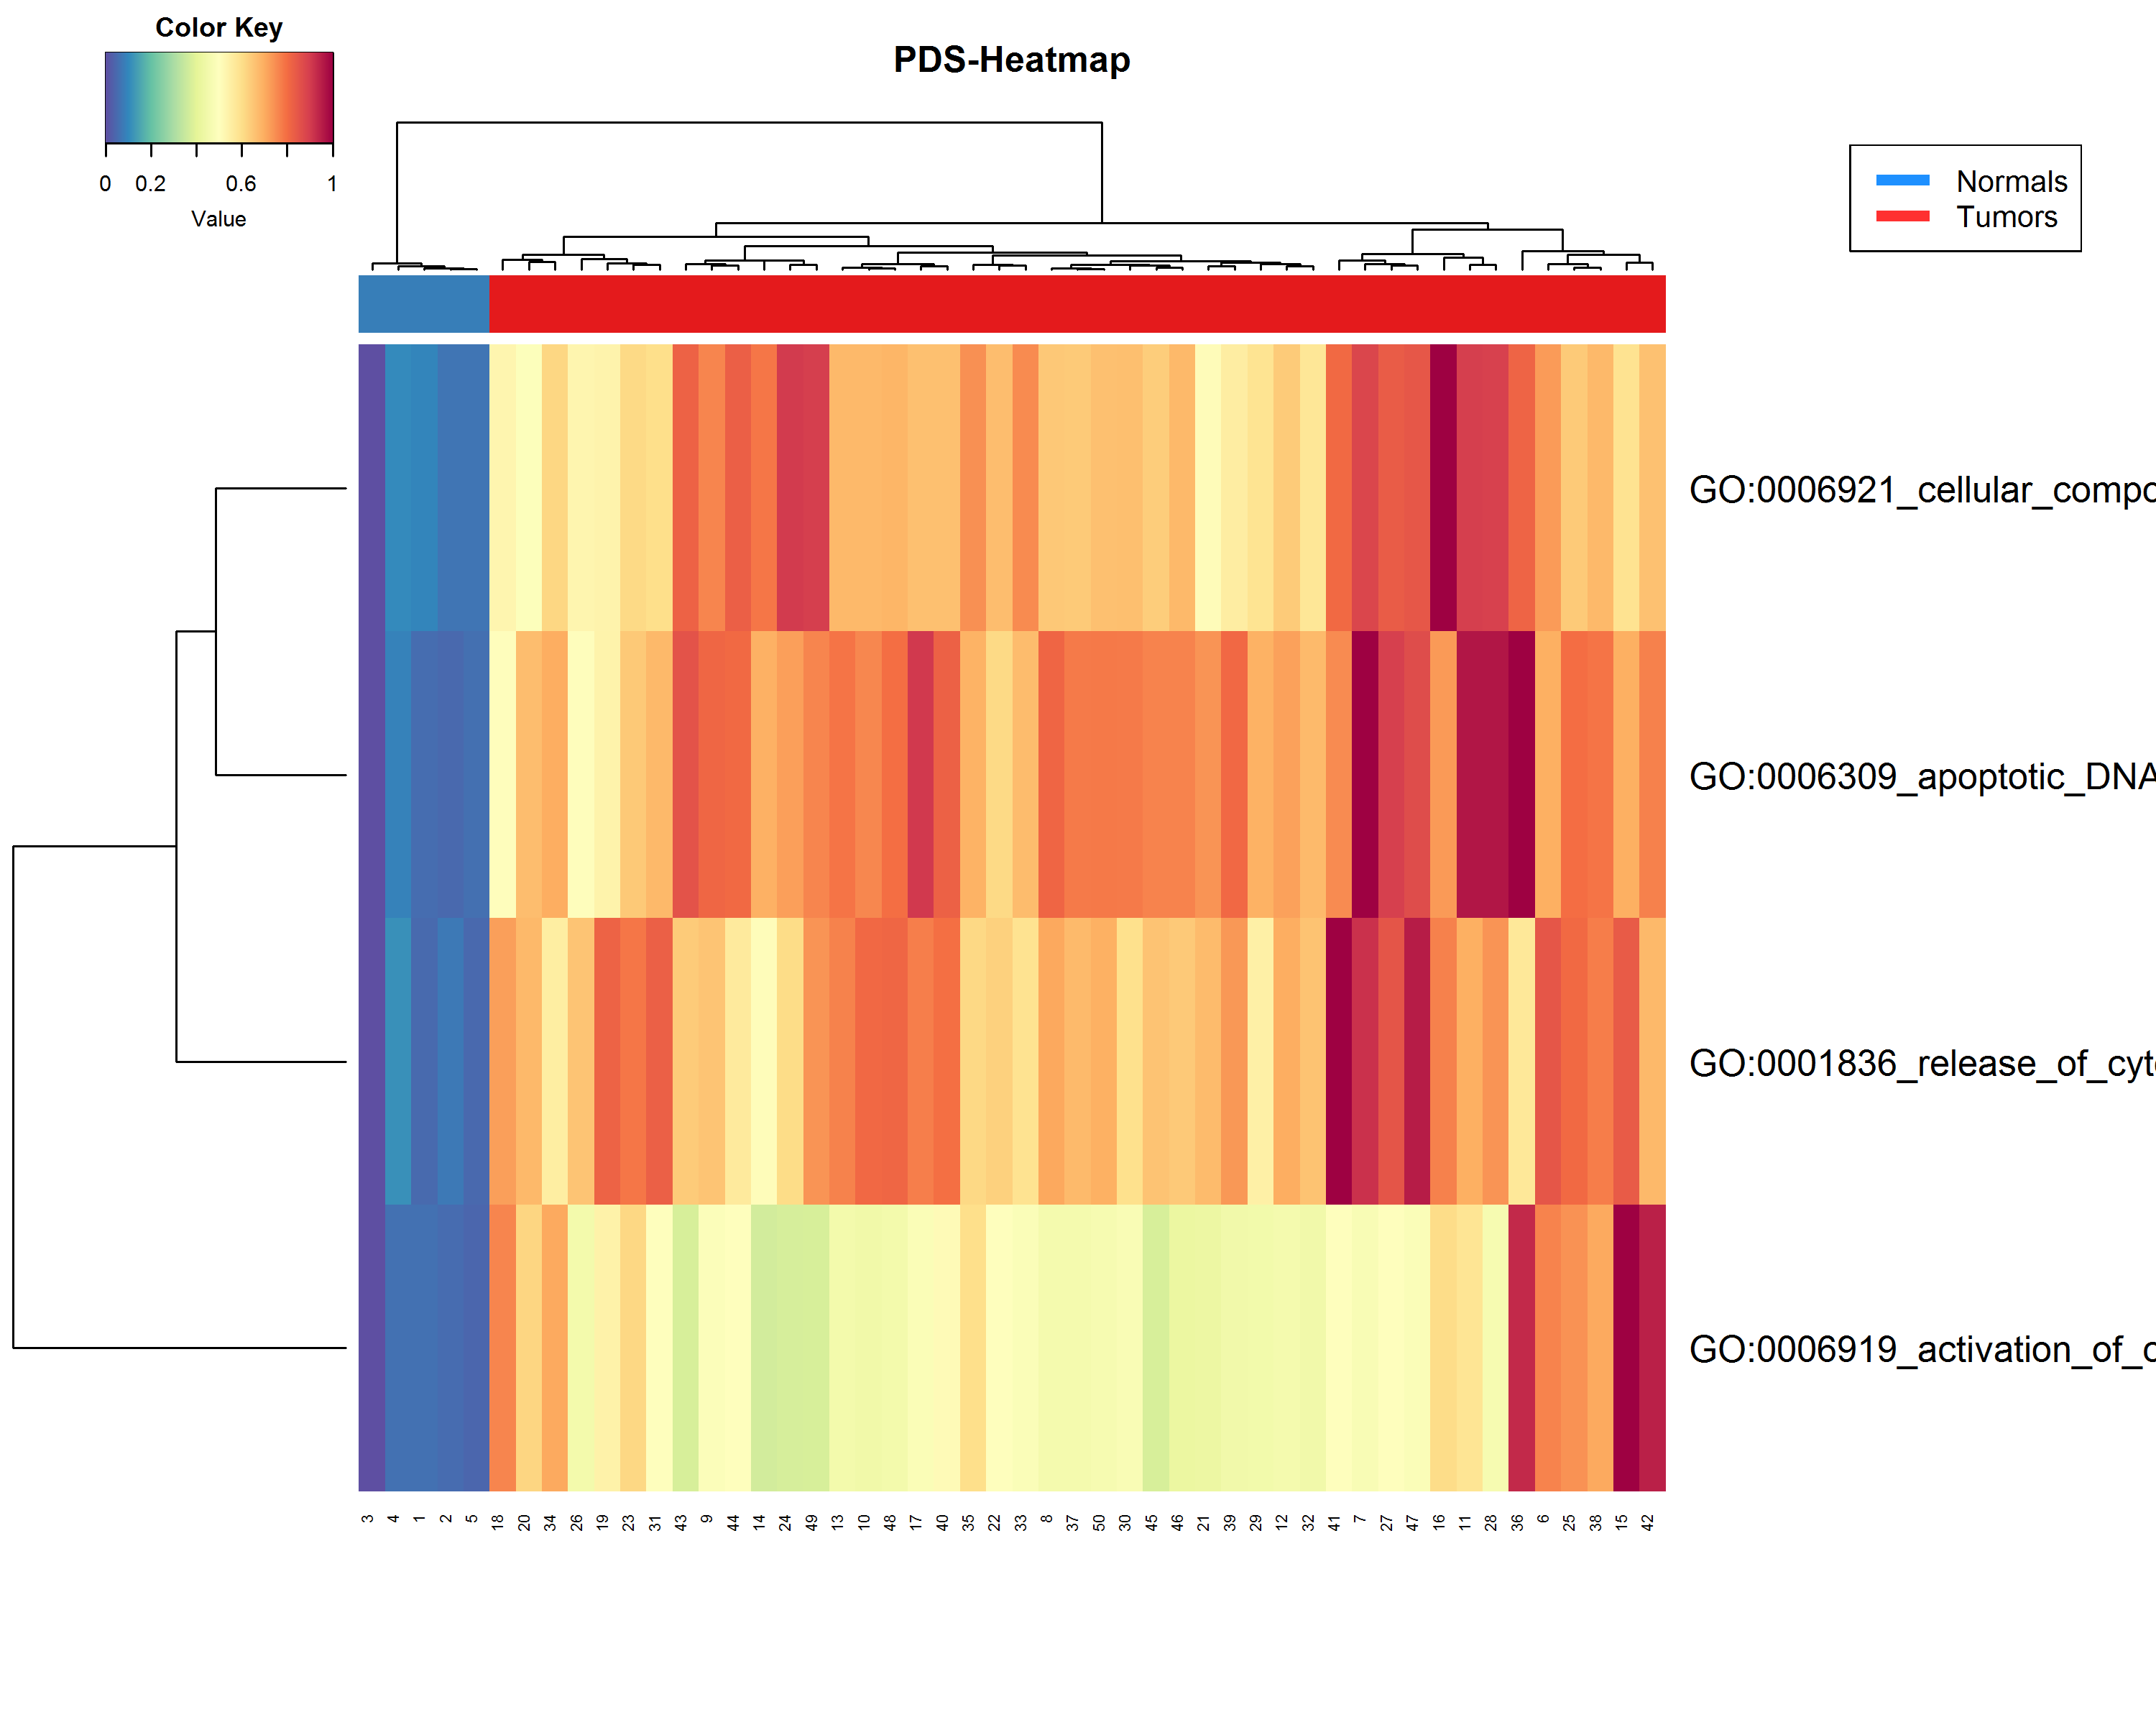 Color Key
0 0.2 0.6 1
Value
PDS-Heatmap
Normals
Tumors
GO:0006921_cellular_compo
GO:0006309_apoptotic_DNA
GO:0001836_release_of_cyt
GO:0006919_activation_of_c
3 4 1 2 5 18 20 34 26 19 23 31 43 9 44 14 24 49 13 10 48 17 40 35 22 33 8 37 50 30 45 46 21 39 29 12 32 41 7 27 47 16 11 28 36 6 25 38 15 42